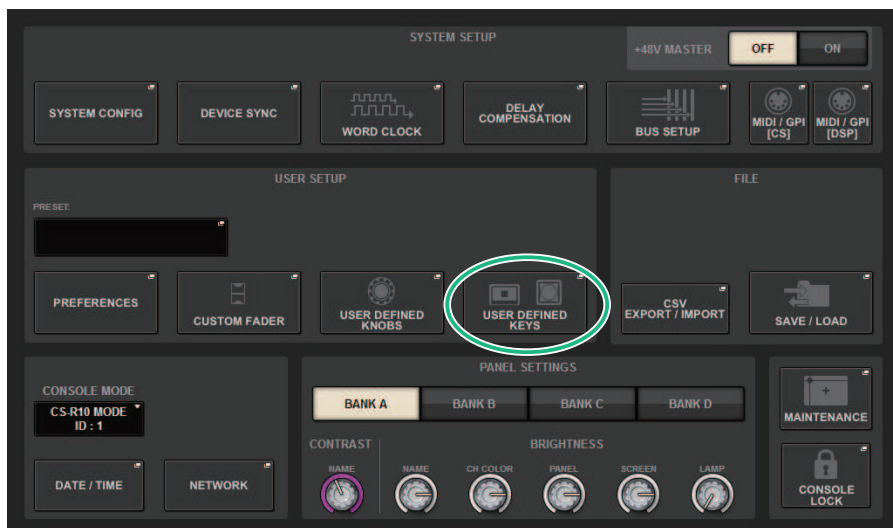 SYSTEM SETUP
+48V MASTER
OFF
ON
SYSTEM CONFIG
DEVICE SYNC
WORD CLOCK
DELAY
COMPENSATION
BUS SETUP
MIDI / GPI
[CS]
MIDI / GPI
[DSP]
USER SETUP
PRESET
PREFERENCES
CUSTOM FADER
USER DEFINED
KNOBS
USER DEFINED
KEYS
FILE
CSV
EXPORT / IMPORT
SAVE / LOAD
CONSOLE MODE
CS-R10 MODE
ID : 1
DATE / TIME
NETWORK
PANEL SETTINGS
BANK A
BANK B
BANK C
BANK D
CONTRAST
BRIGHTNESS
NAME
NAME
CH COLOR
PANEL
SCREEN
LAMP
MAINTENANCE
CONSOLE
LOCK